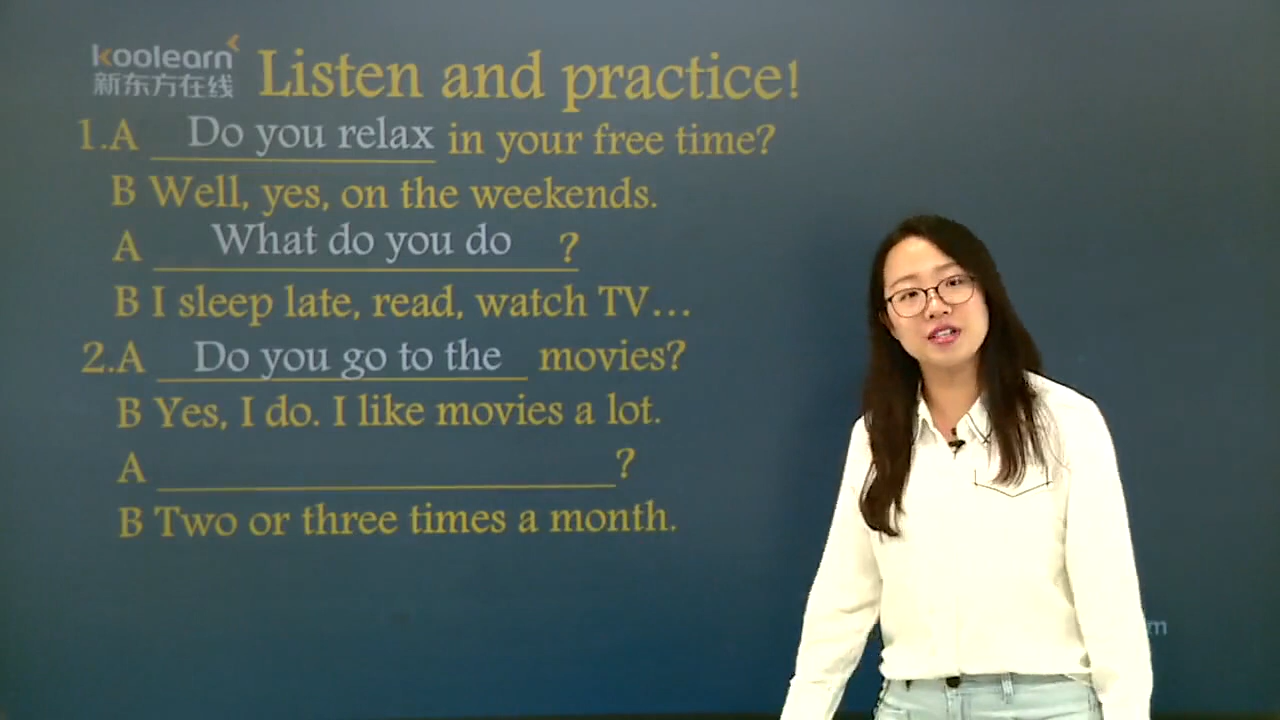 koolearn
新东方在线
Listen and practice!
1.A Do you relax in your free time?
B Well, yes, on the weekends.
A What do you do ?
B I sleep late, read, watch TV…
2.A Do you go to the movies?
B Yes, I do. I like movies a lot.
A ?
B Two or three times a month.
m